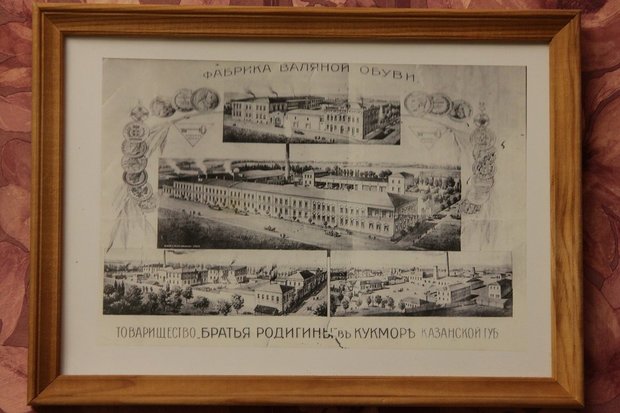 ФАБРИКА ВАЛЯНОЙ ОБУВИ.
ТОВАРИЩЕСТВО „БРАТЬЯ РОДИГИНЫ" въ КУКМОРѢ КАЗАНСКОЙ ГУБ.